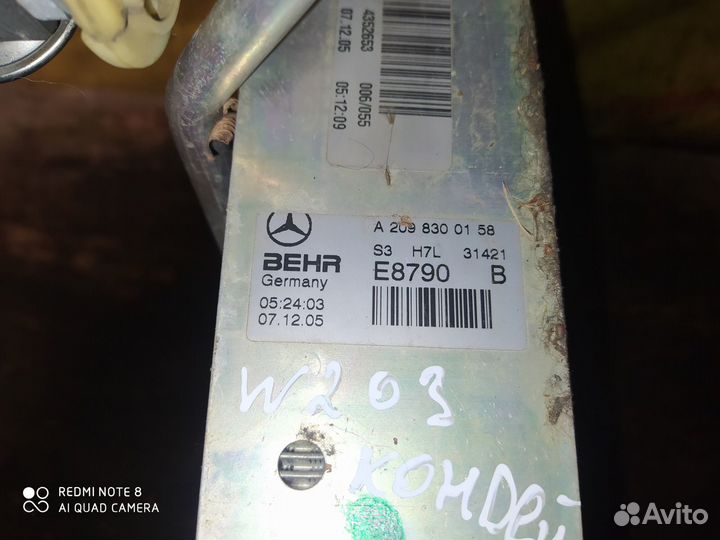 4352653 006/055
07.12.05 05:12:09
A 209 830 01 58
S3 H7L 31421
BEHR
E8790 B
Germany
05:24:03
07.12.05
W203
REDMI NOTE 8
AI QUAD CAMERA
Avito